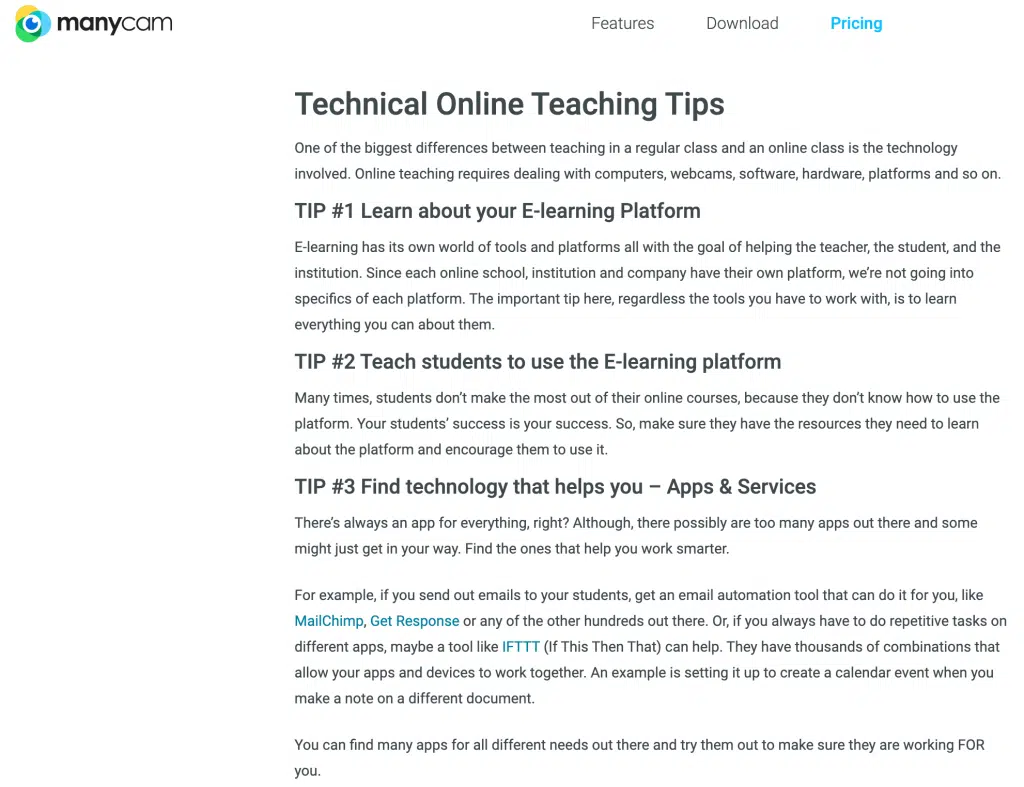 manycam
Features Download Pricing
Technical Online Teaching Tips
One of the biggest differences between teaching in a regular class and an online class is the technology
involved. Online teaching requires dealing with computers, webcams, software, hardware, platforms and so on.
TIP #1 Learn about your E-learning Platform
E-learning has its own world of tools and platforms all with the goal of helping the teacher, the student, and the
institution. Since each online school, institution and company have their own platform, we’re not going into
specifics of each platform. The important tip here, regardless the tools you have to work with, is to learn
everything you can about them.
TIP #2 Teach students to use the E-learning platform
Many times, students don’t make the most out of their online courses, because they don’t know how to use the
platform. Your students’ success is your success. So, make sure they have the resources they need to learn
about the platform and encourage them to use it.
TIP #3 Find technology that helps you – Apps & Services
There’s always an app for everything, right? Although, there possibly are too many apps out there and some
might just get in your way. Find the ones that help you work smarter.
For example, if you send out emails to your students, get an email automation tool that can do it for you, like
MailChimp, Get Response or any of the other hundreds out there. Or, if you always have to do repetitive tasks on
different apps, maybe a tool like IFTTT (If This Then That) can help. They have thousands of combinations that
allow your apps and devices to work together. An example is setting it up to create a calendar event when you
make a note on a different document.
You can find many apps for all different needs out there and try them out to make sure they are working FOR
you.